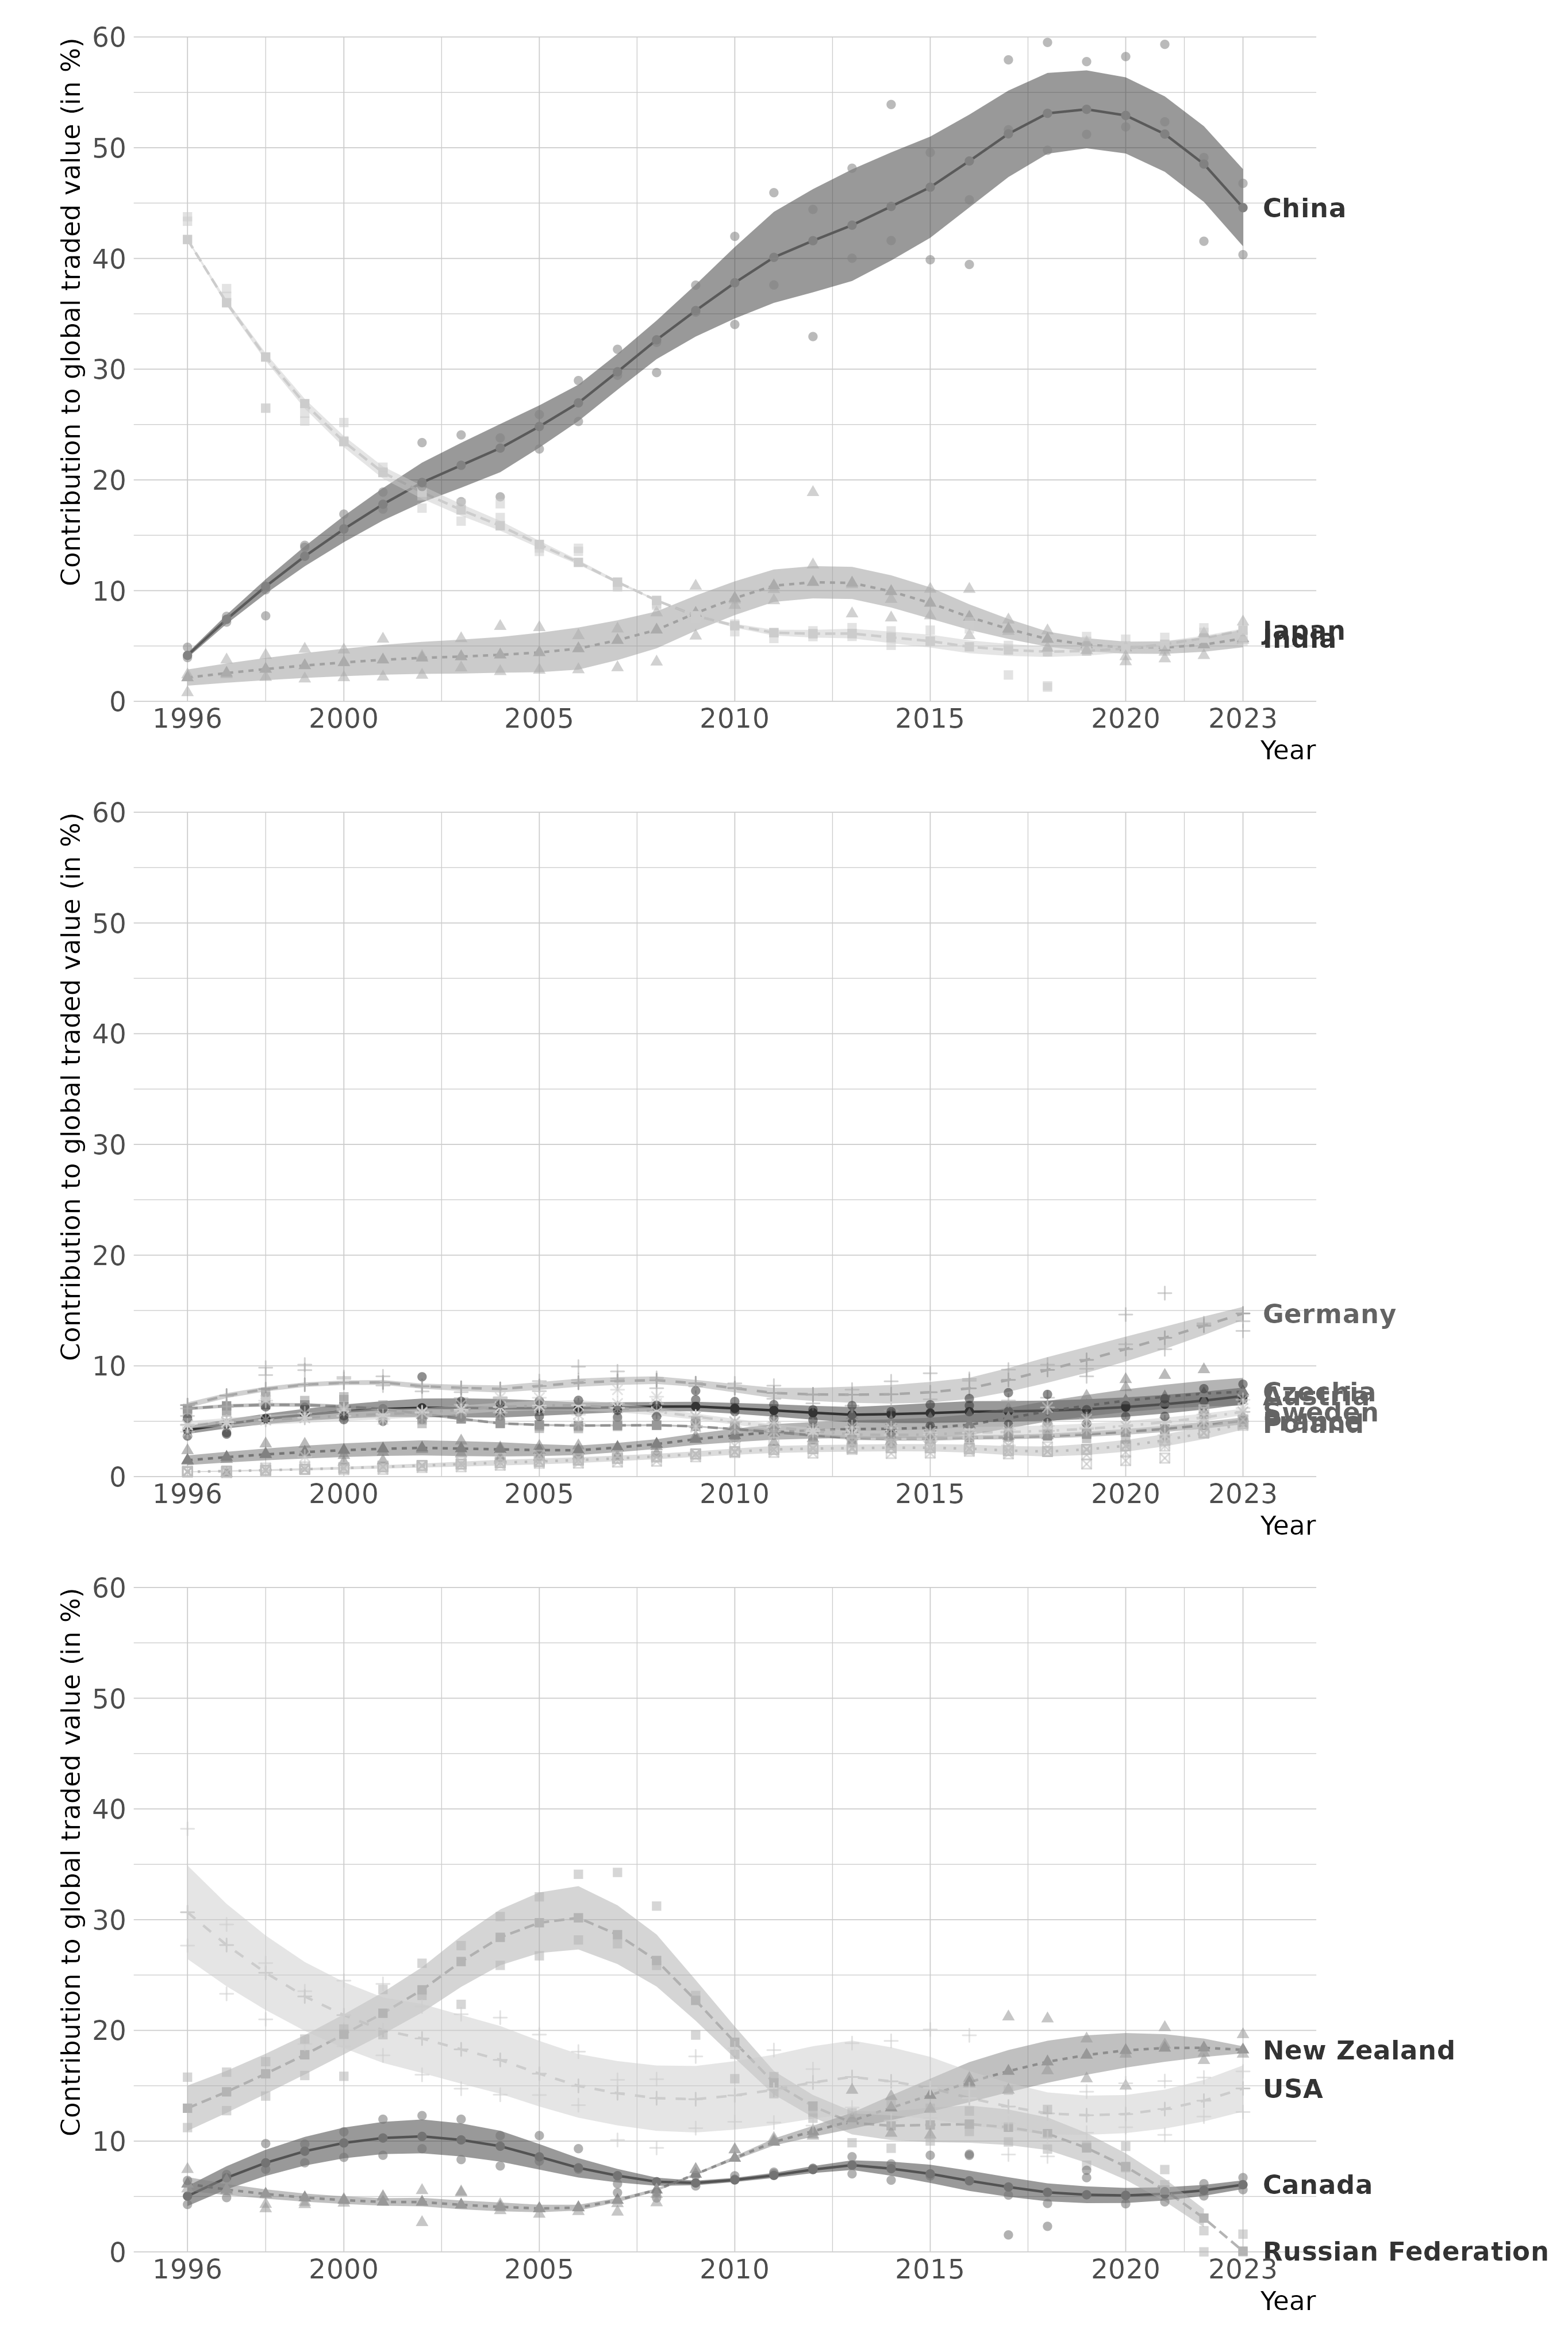 Contribution to global traded value (in %)
60
50
40
30
20
10
0
China
Japan
India
1996 2000 2005 2010 2015 2020 2023
Year
Contribution to global traded value (in %)
60
50
40
30
20
10
0
Germany
Czechia
Austria
Sweden
Poland
1996 2000 2005 2010 2015 2020 2023
Year
Contribution to global traded value (in %)
60
50
40
30
20
10
0
New Zealand
USA
Canada
Russian Federation
1996 2000 2005 2010 2015 2020 2023
Year